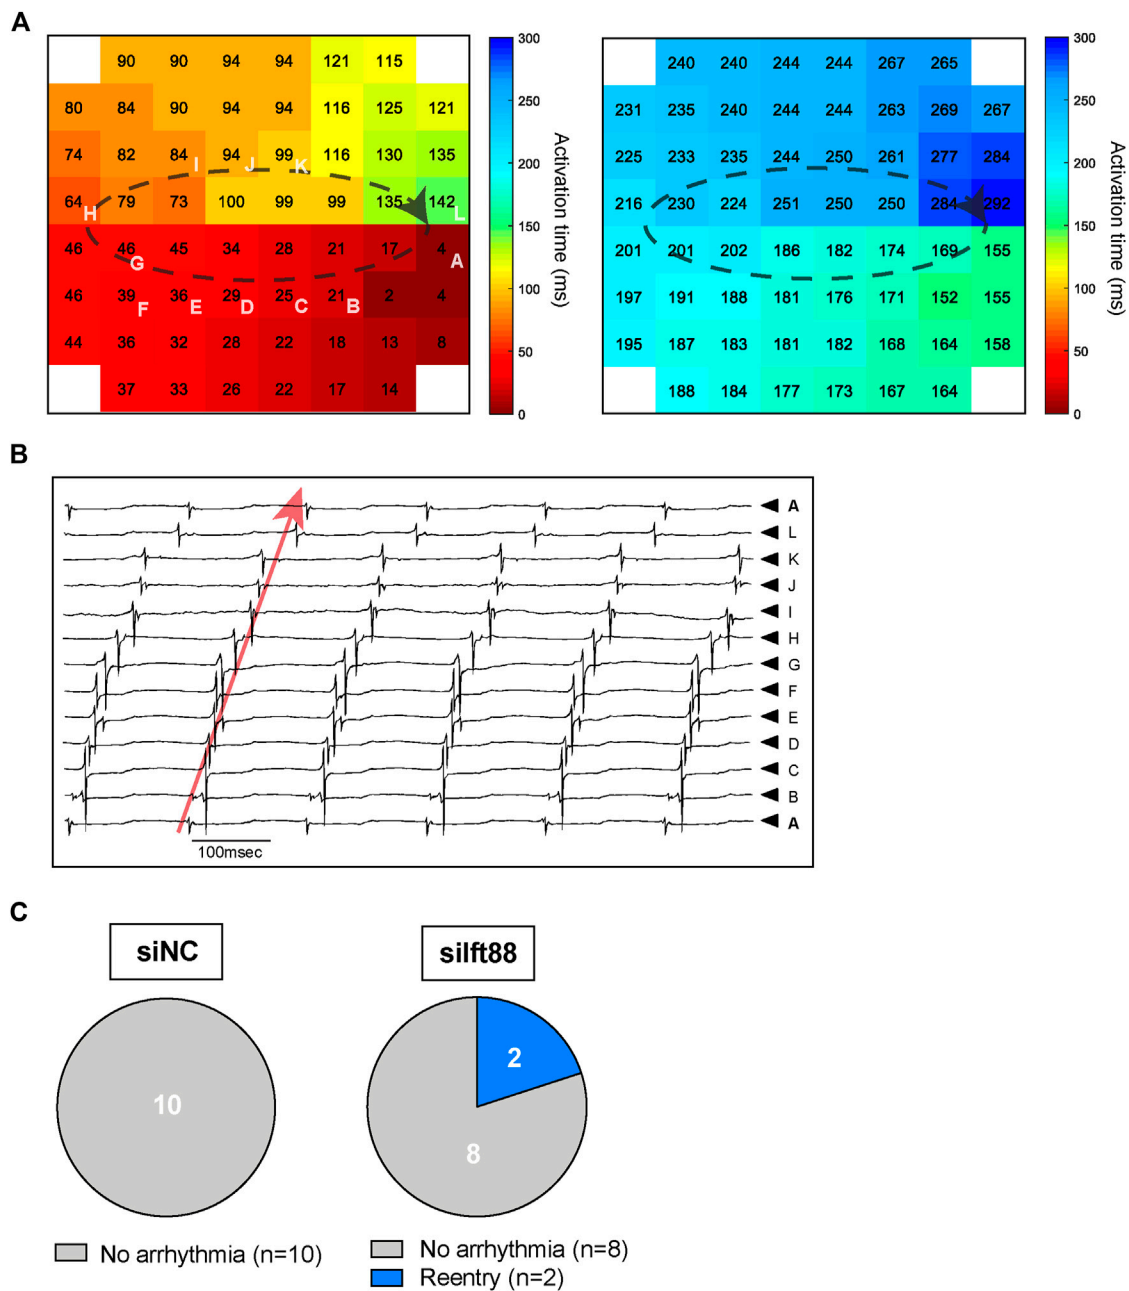 A
90 90 94 94 121 115
80 84 90 94 94 116 125 121
74 82 84 94 99 116 130 135
I J K
64 79 73 100 99 99 135 142
H L
46 46 45 34 28 21 17 4
G A
46 39 36 29 25 21 2 4
F E D C B
44 36 32 28 22 18 13 8
37 33 26 22 17 14
300
250
200
150
100
50
0
Activation time (ms)
240 240 244 244 267 265
231 235 240 244 244 263 269 267
225 233 235 244 250 261 277 284
216 230 224 251 250 250 284 292
201 201 202 186 182 174 169 155
197 191 188 181 176 171 152 155
195 187 183 181 182 168 164 158
188 184 177 173 167 164
300
250
200
150
100
50
0
Activation time (ms)
B
A
L
K
J
I
H
G
F
E
D
C
B
A
100msec
C
siNC
10
No arrhythmia (n=10)
silft88
2
8
No arrhythmia (n=8)
Reentry (n=2)